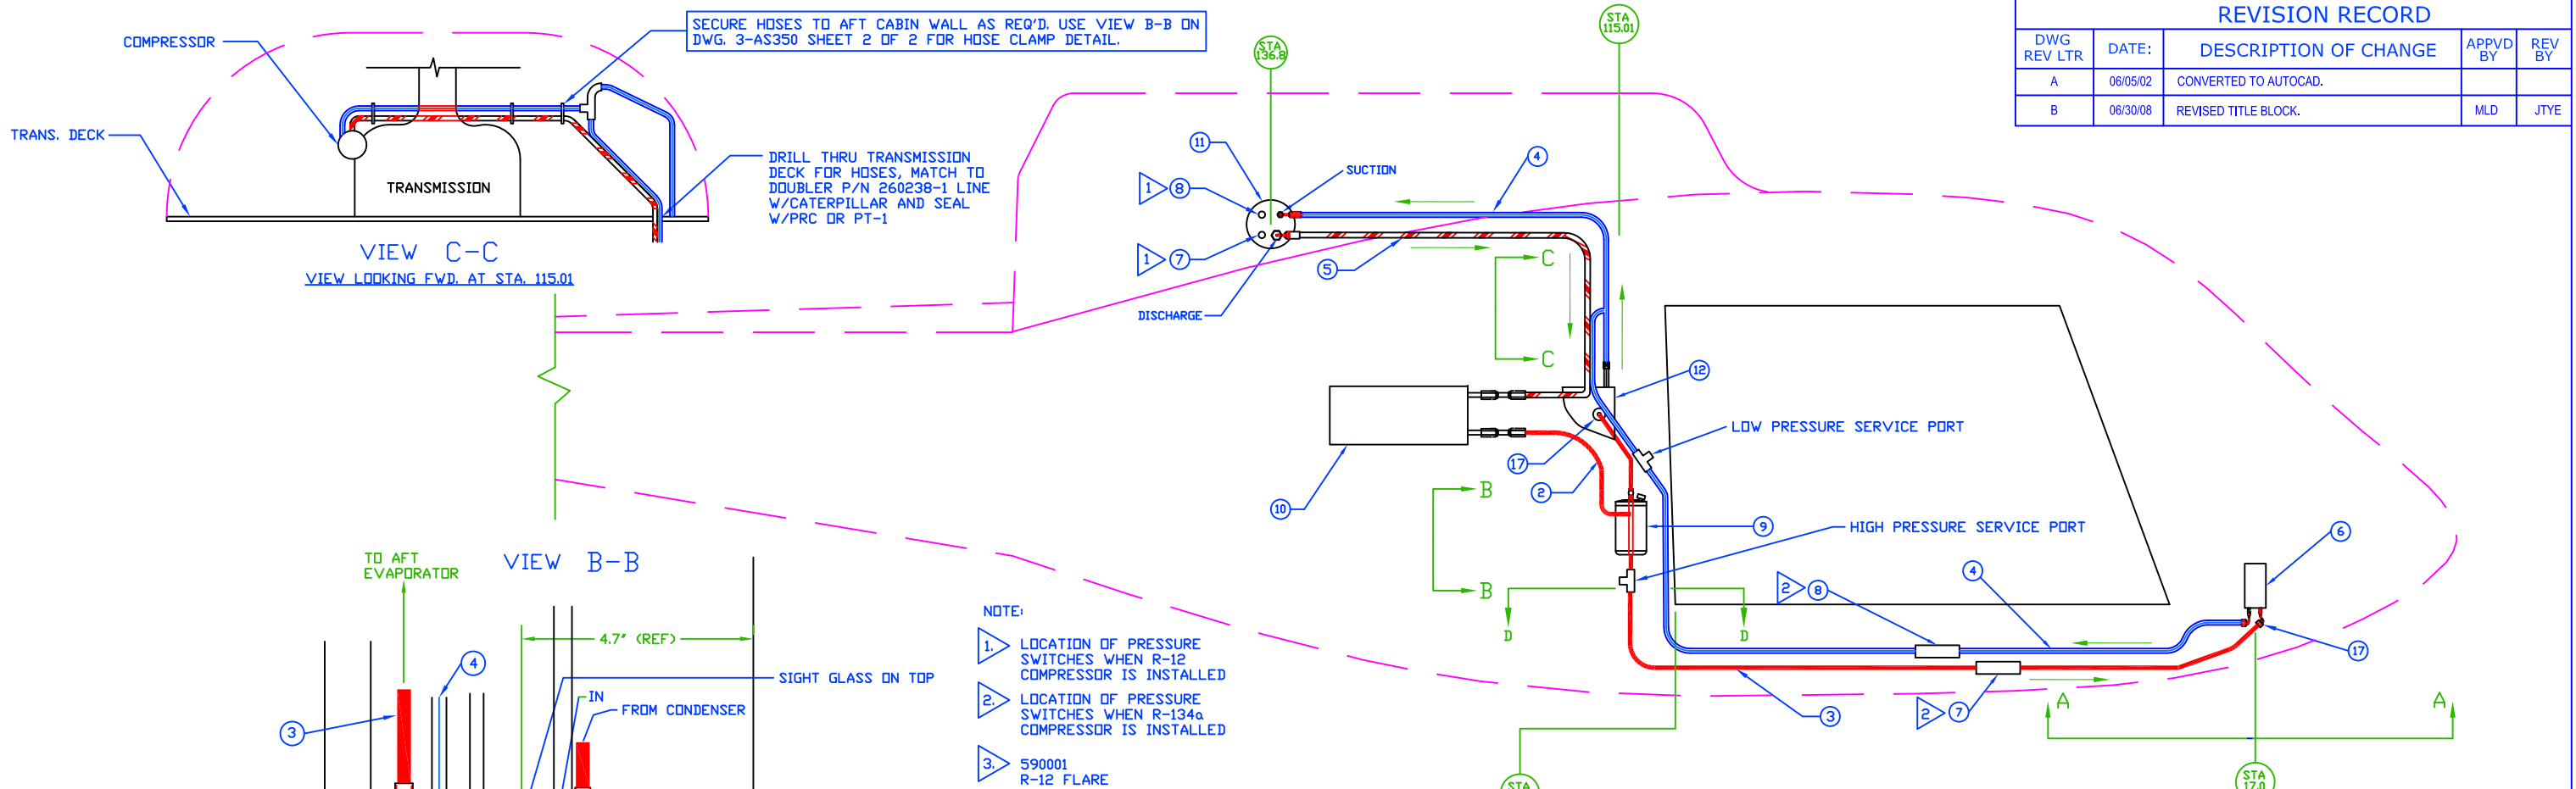 COMPRESSOR
SECURE HOSES TO AFT CABIN WALL AS REQ'D. USE VIEW B-B ON
DWG. 3-AS350 SHEET 2 OF 2 FOR HOSE CLAMP DETAIL.
TRANS. DECK
TRANSMISSION
DRILL THRU TRANSMISSION
DECK FOR HOSES, MATCH TO
DOUBLER P/N 260238-1 LINE
W/CATERPILLAR AND SEAL
W/PRC OR PT-1
VIEW C-C
VIEW LOOKING FWD. AT STA. 115.01
STA
136.8
STA
115.01
REVISION RECORD
DWG
REV LTR
DATE:
DESCRIPTION OF CHANGE
APPVD
BY
REV
BY
A
06/05/02
CONVERTED TO AUTOCAD.
B
06/30/08
REVISED TITLE BLOCK.
MLD
JTYE
11
1
8
SUCTION
4
1
7
5
DISCHARGE
C
C
12
LOW PRESSURE SERVICE PORT
17
2
10
B
B
9
HIGH PRESSURE SERVICE PORT
6
4
2
8
D
D
17
3
2
7
A
A
STA
STA
17.0
TO AFT
EVAPORATOR
VIEW B-B
4.7" (REF)
4
SIGHT GLASS ON TOP
IN
FROM CONDENSER
3
NOTE:
1. LOCATION OF PRESSURE
SWITCHES WHEN R-12
COMPRESSOR IS INSTALLED
2. LOCATION OF PRESSURE
SWITCHES WHEN R-134a
COMPRESSOR IS INSTALLED
3. 590001
R-12 FLARE